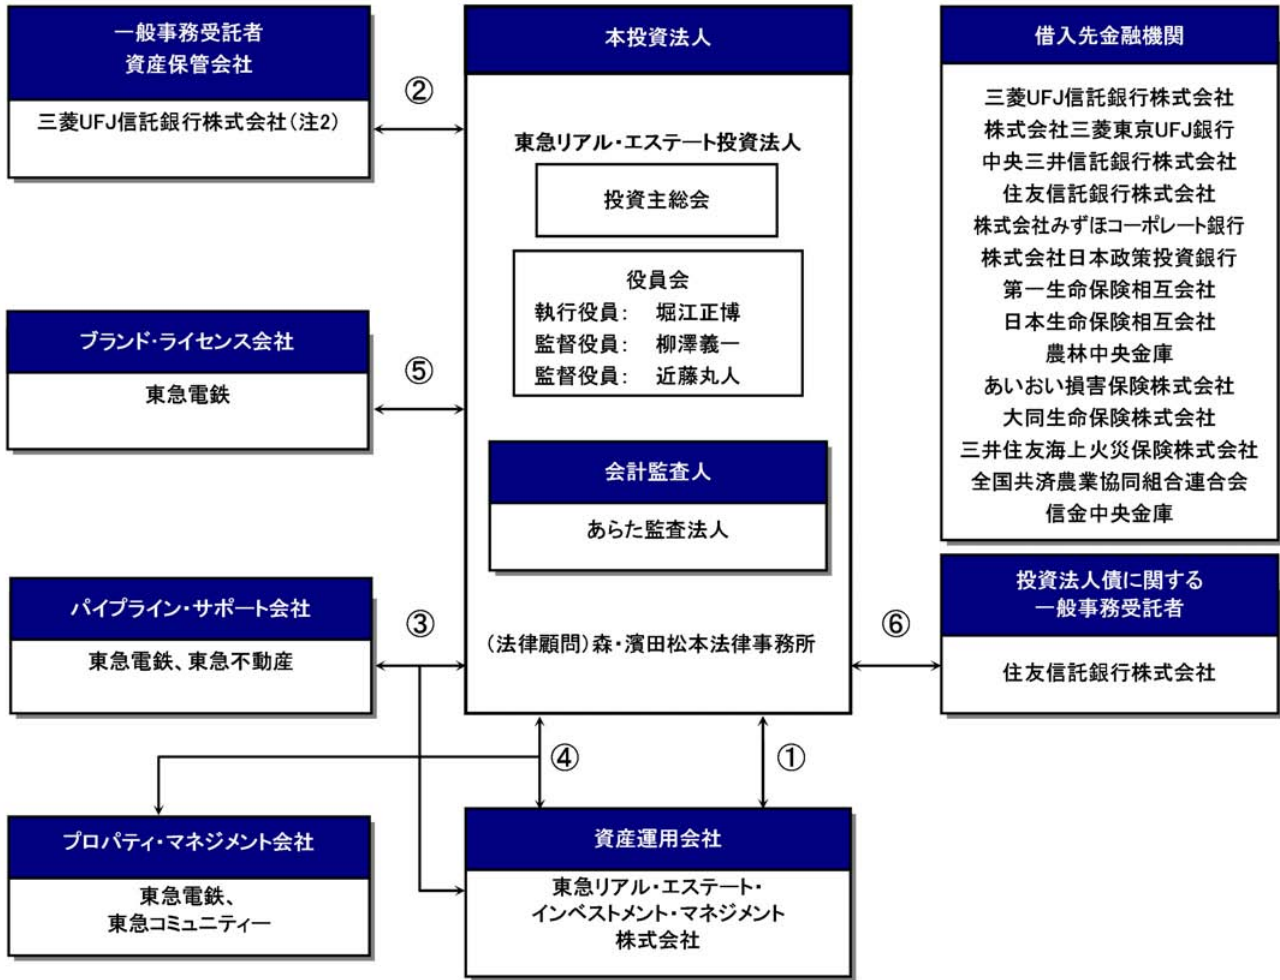 一般事務受託者
資産保管会社
三菱UFJ信託銀行株式会社(注2)
②
ブランド・ライセンス会社
東急電鉄
⑤
パイプライン・サポート会社
東急電鉄、東急不動産
③
プロパティ・マネジメント会社
東急電鉄、
東急コミュニティー
本投資法人
東急リアル・エステート投資法人
投資主総会
役員会
執行役員: 堀江正博
監督役員: 柳澤義一
監督役員: 近藤丸人
会計監査人
あらた監査法人
(法律顧問)森・濱田松本法律事務所
④
①
資産運用会社
東急リアル・エステート・
インベストメント・マネジメント
株式会社
借入先金融機関
三菱UFJ信託銀行株式会社
株式会社三菱東京UFJ銀行
中央三井信託銀行株式会社
住友信託銀行株式会社
株式会社みずほコーポレート銀行
株式会社日本政策投資銀行
第一生命保険相互会社
日本生命保険相互会社
農林中央金庫
あいおい損害保険株式会社
大同生命保険株式会社
三井住友海上火災保険株式会社
全国共済農業協同組合連合会
信金中央金庫
⑥
投資法人債に関する
一般事務受託者
住友信託銀行株式会社